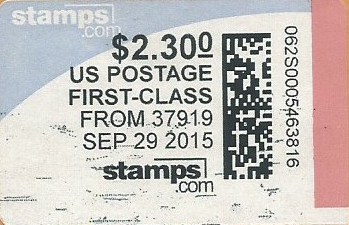 stamps
.com
$2.300
US POSTAGE
FIRST-CLASS
FROM 37919
SEP 29 2015
stamps
.com
062S0005463816